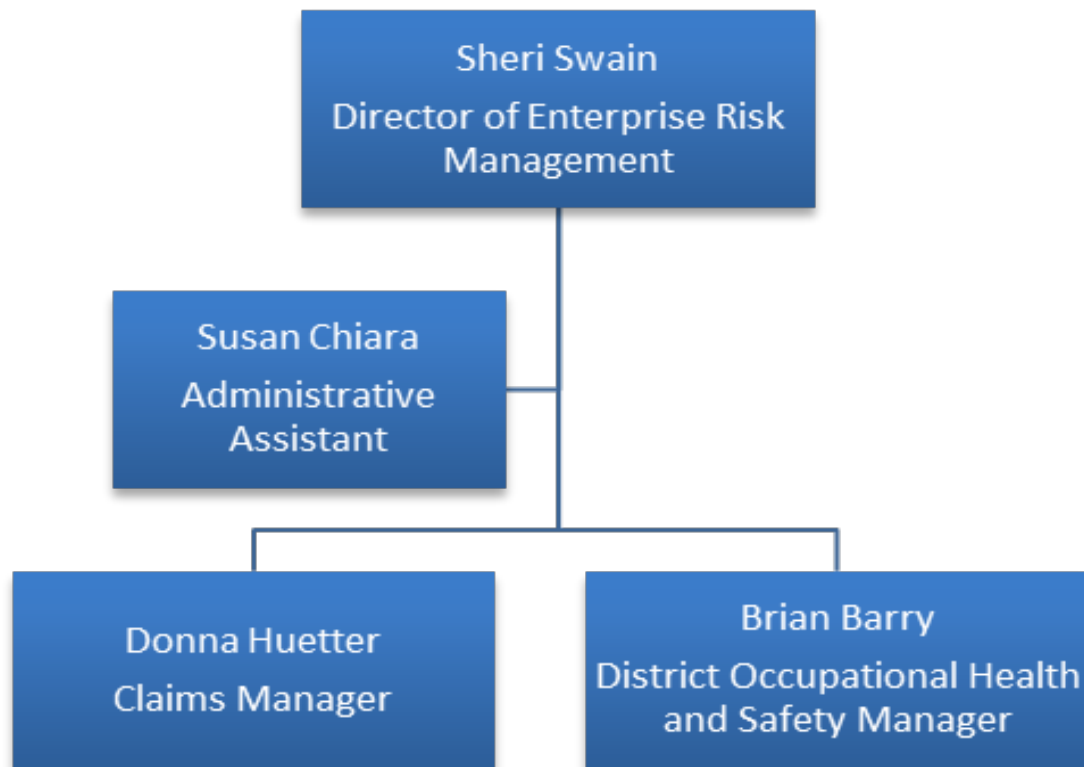 Sheri Swain
Director of Enterprise Risk
Management
Susan Chiara
Administrative
Assistant
Donna Huetter
Claims Manager
Brian Barry
District Occupational Health
and Safety Manager